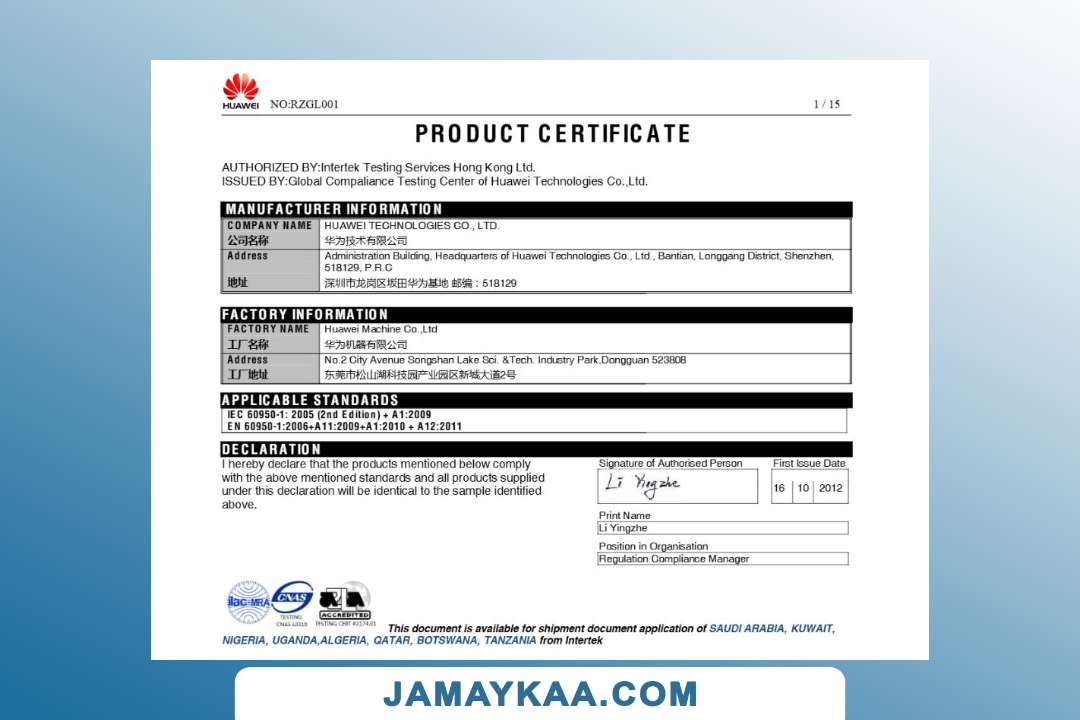 HUAWEI NO:RZGL001 1 / 15
PRODUCT CERTIFICATE
AUTHORIZED BY:Intertek Testing Services Hong Kong Ltd.
ISSUED BY:Global Compaliance Testing Center of Huawei Technologies Co.,Ltd.
MANUFACTURER INFORMATION
COMPANY NAME HUAWEI TECHNOLOGIES CO., LTD.
公司名称 华为技术有限公司
Address Administration Building, Headquarters of Huawei Technologies Co., Ltd., Bantian, Longgang District, Shenzhen,
518129, P.R.C
地址 深圳市龙岗区坂田华为基地 邮编：518129
FACTORY INFORMATION
FACTORY NAME Huawei Machine Co.,Ltd
工厂名称 华为机器有限公司
Address No.2 City Avenue Songshan Lake Sci. &Tech. Industry Park,Dongguan 523808
工厂地址 东莞市松山湖科技园产业园区新城大道2号
APPLICABLE STANDARDS
IEC 60950-1: 2005 (2nd Edition) + A1:2009
EN 60950-1:2006+A11:2009+A1:2010 + A12:2011
DECLARATION
I hereby declare that the products mentioned below comply
with the above mentioned standards and all products supplied
under this declaration will be identical to the sample identified
above.
Signature of Authorised Person First Issue Date
Li Yingzhe 16 10 2012
Print Name
Li Yingzhe
Position in Organisation
Regulation Compliance Manager
ilac-MRA CNAS A2LA
ACCREDITED
TESTING TESTING CERT #2174.01
CNAS L0310
This document is available for shipment document application of SAUDI ARABIA, KUWAIT,
NIGERIA, UGANDA,ALGERIA, QATAR, BOTSWANA, TANZANIA from Intertek
JAMAYKAA.COM